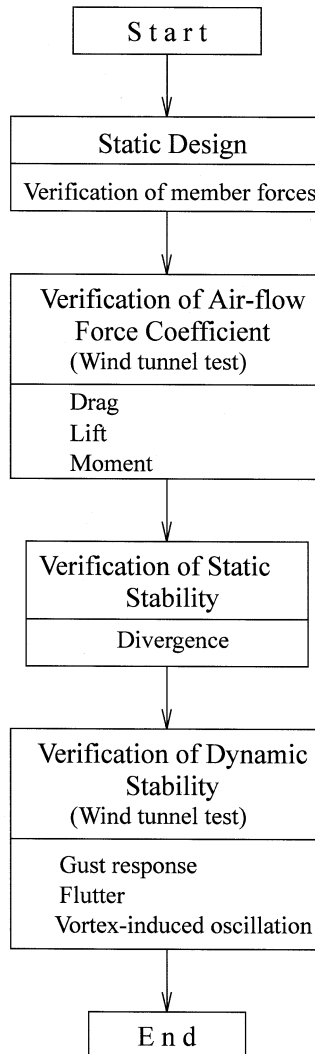 Start
Static Design
Verification of member forces
Verification of Air-flow
Force Coefficient
(Wind tunnel test)
Drag
Lift
Moment
Verification of Static
Stability
Divergence
Verification of Dynamic
Stability
(Wind tunnel test)
Gust response
Flutter
Vortex-induced oscillation
End